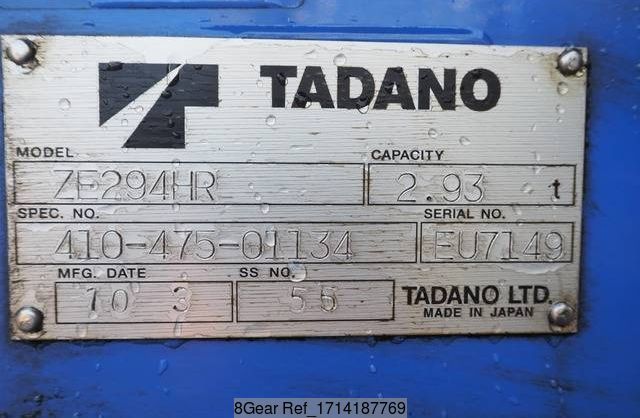 TADANO
MODEL CAPACITY
ZE294HR 2.93 t
SPEC. NO. SERIAL NO.
410-475-01134 EU7149
MFG. DATE SS NO.
10 3 55 TADANO LTD.
MADE IN JAPAN
8Gear Ref_1714187769